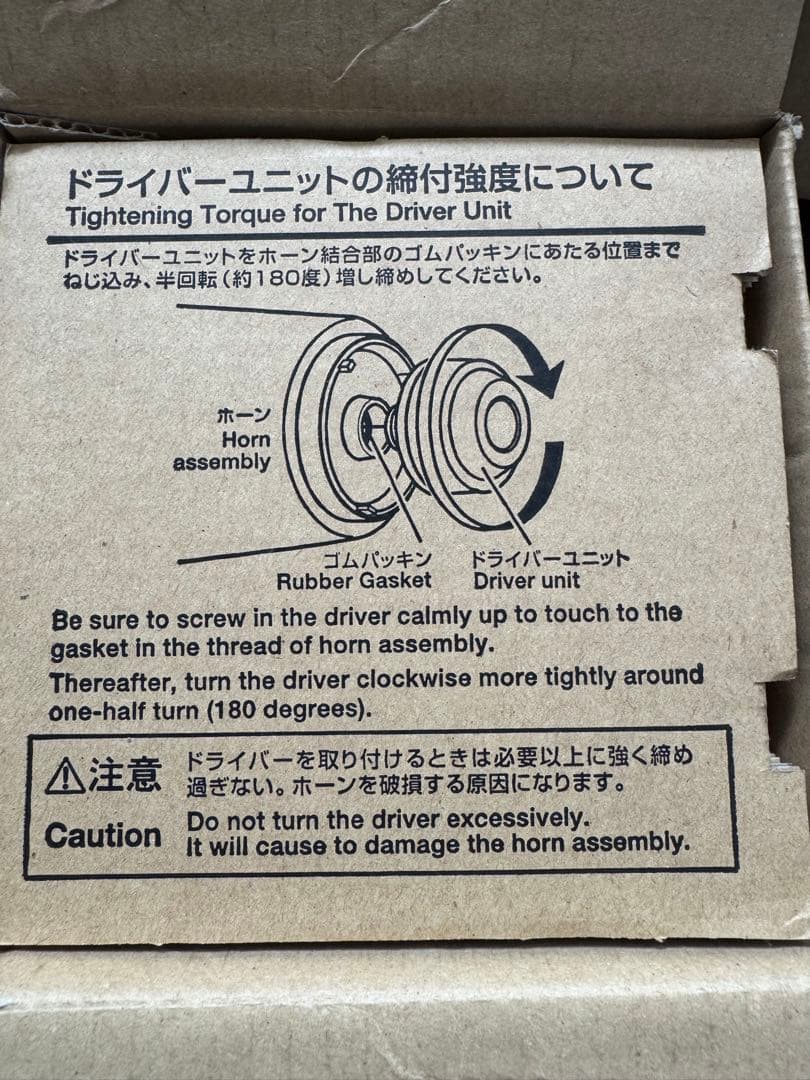 ドライバーユニットの締付強度について
Tightening Torque for The Driver Unit
ドライバーユニットをホーン結合部のゴムパッキンにあたる位置まで
ねじ込み、半回転(約180度)増し締めしてください。
ホーン
Horn
assembly
ゴムパッキン
Rubber Gasket
ドライバーユニット
Driver unit
Be sure to screw in the driver calmly up to touch to the
gasket in the thread of horn assembly.
Thereafter, turn the driver clockwise more tightly around
one-half turn (180 degrees).
⚠注意
ドライバーを取り付けるときは必要以上に強く締め
過ぎない。ホーンを破損する原因になります。
Caution
Do not turn the driver excessively.
It will cause to damage the horn assembly.